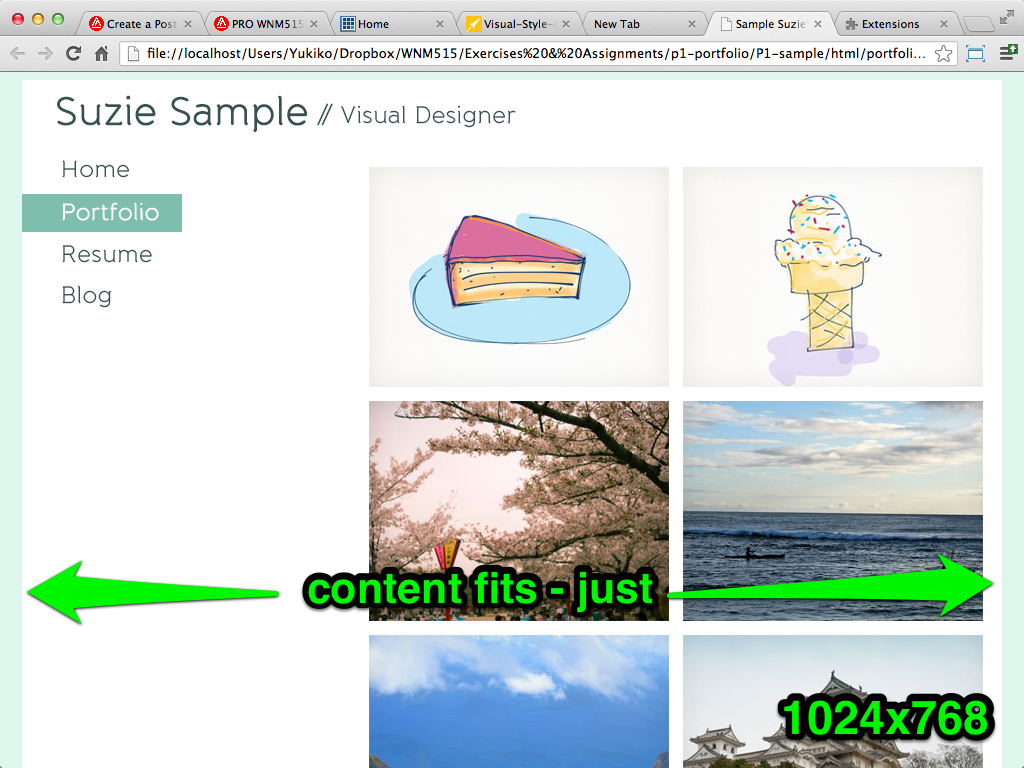 Create a Post
PRO WNM515
Home
Visual-Style-
New Tab
Sample Suzie
Extensions
file://localhost/Users/Yukiko/Dropbox/WNM515/Exercises%20&%20Assignments/p1-portfolio/P1-sample/html/portfoli...
Suzie Sample // Visual Designer
Home
Portfolio
Resume
Blog
content fits - just
1024x768